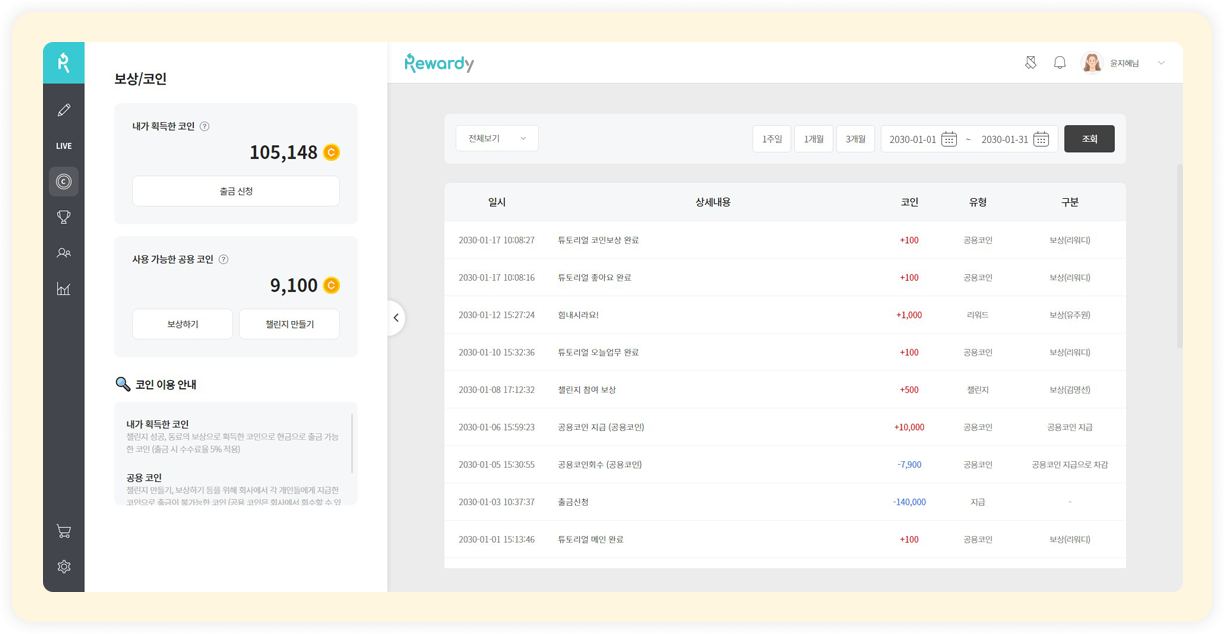 Rewardy
윤지혜님
LIVE
보상/코인
내가 획득한 코인 ?
105,148 C
출금 신청
사용 가능한 공용 코인 ?
9,100 C
보상하기 챌린지 만들기
코인 이용 안내
내가 획득한 코인
챌린지 성공, 동료의 보상으로 획득한 코인으로 현금으로 출금 가능
한 코인 (출금 시 수수료율 5% 적용)
공용 코인
챌린지 만들기, 보상하기 등을 위해 회사에서 각 개인들에게 지급한
코인으로 출금이 불가능한 코인 (공용 코인은 회사에서 회수할 수 있
전체보기 1주일 1개월 3개월 2030-01-01 ~ 2030-01-31 조회
일시 상세내용 코인 유형 구분
2030-01-17 10:08:27 튜토리얼 코인보상 완료 +100 공용코인 보상(리워디)
2030-01-17 10:08:16 튜토리얼 좋아요 완료 +100 공용코인 보상(리워디)
2030-01-12 15:27:24 힘내시라요! +1,000 리워드 보상(유주원)
2030-01-10 15:32:36 튜토리얼 오늘업무 완료 +100 공용코인 보상(리워디)
2030-01-08 17:12:32 챌린지 참여 보상 +500 챌린지 보상(김명선)
2030-01-06 15:59:23 공용코인 지급 (공용코인) +10,000 공용코인 공용코인 지급
2030-01-05 15:30:55 공용코인회수 (공용코인) -7,900 공용코인 공용코인 지급으로 차감
2030-01-03 10:37:37 출금신청 -140,000 지급 -
2030-01-01 15:13:46 튜토리얼 메인 완료 +100 공용코인 보상(리워디)